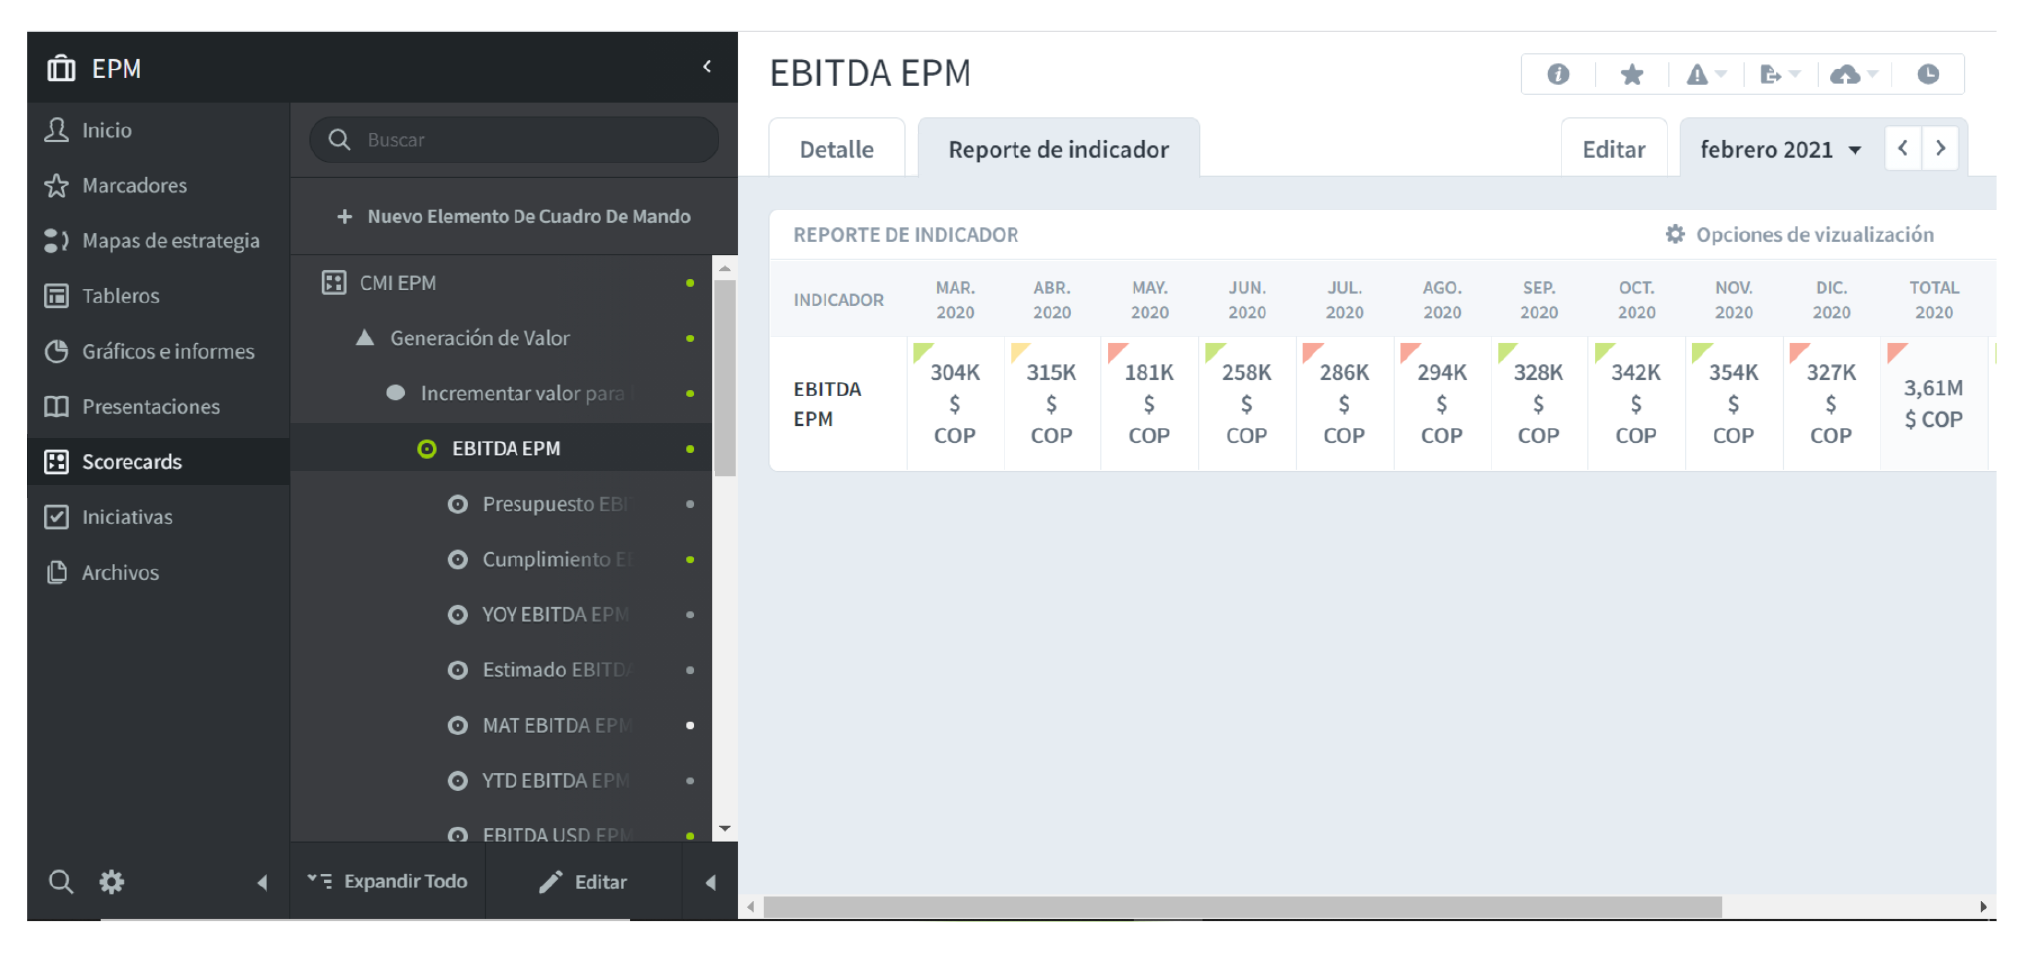 EPM
Inicio
Marcadores
Mapas de estrategia
Tableros
Gráficos e informes
Presentaciones
Scorecards
Iniciativas
Archivos
Buscar
+ Nuevo Elemento De Cuadro De Mando
CMI EPM
Generación de Valor
Incrementar valor para
EBITDA EPM
Presupuesto EBI
Cumplimiento E
YOY EBITDA EPM
Estimado EBITDA
MAT EBITDA EPM
YTD EBITDA EPM
EBITDA USD EPM
Expandir Todo
Editar
EBITDA EPM
Detalle
Reporte de indicador
Editar
febrero 2021
REPORTE DE INDICADOR
Opciones de vizualización
INDICADOR
MAR. 2020
ABR. 2020
MAY. 2020
JUN. 2020
JUL. 2020
AGO. 2020
SEP. 2020
OCT. 2020
NOV. 2020
DIC. 2020
TOTAL 2020
EBITDA EPM
304K $ COP
315K $ COP
181K $ COP
258K $ COP
286K $ COP
294K $ COP
328K $ COP
342K $ COP
354K $ COP
327K $ COP
3,61M $ COP